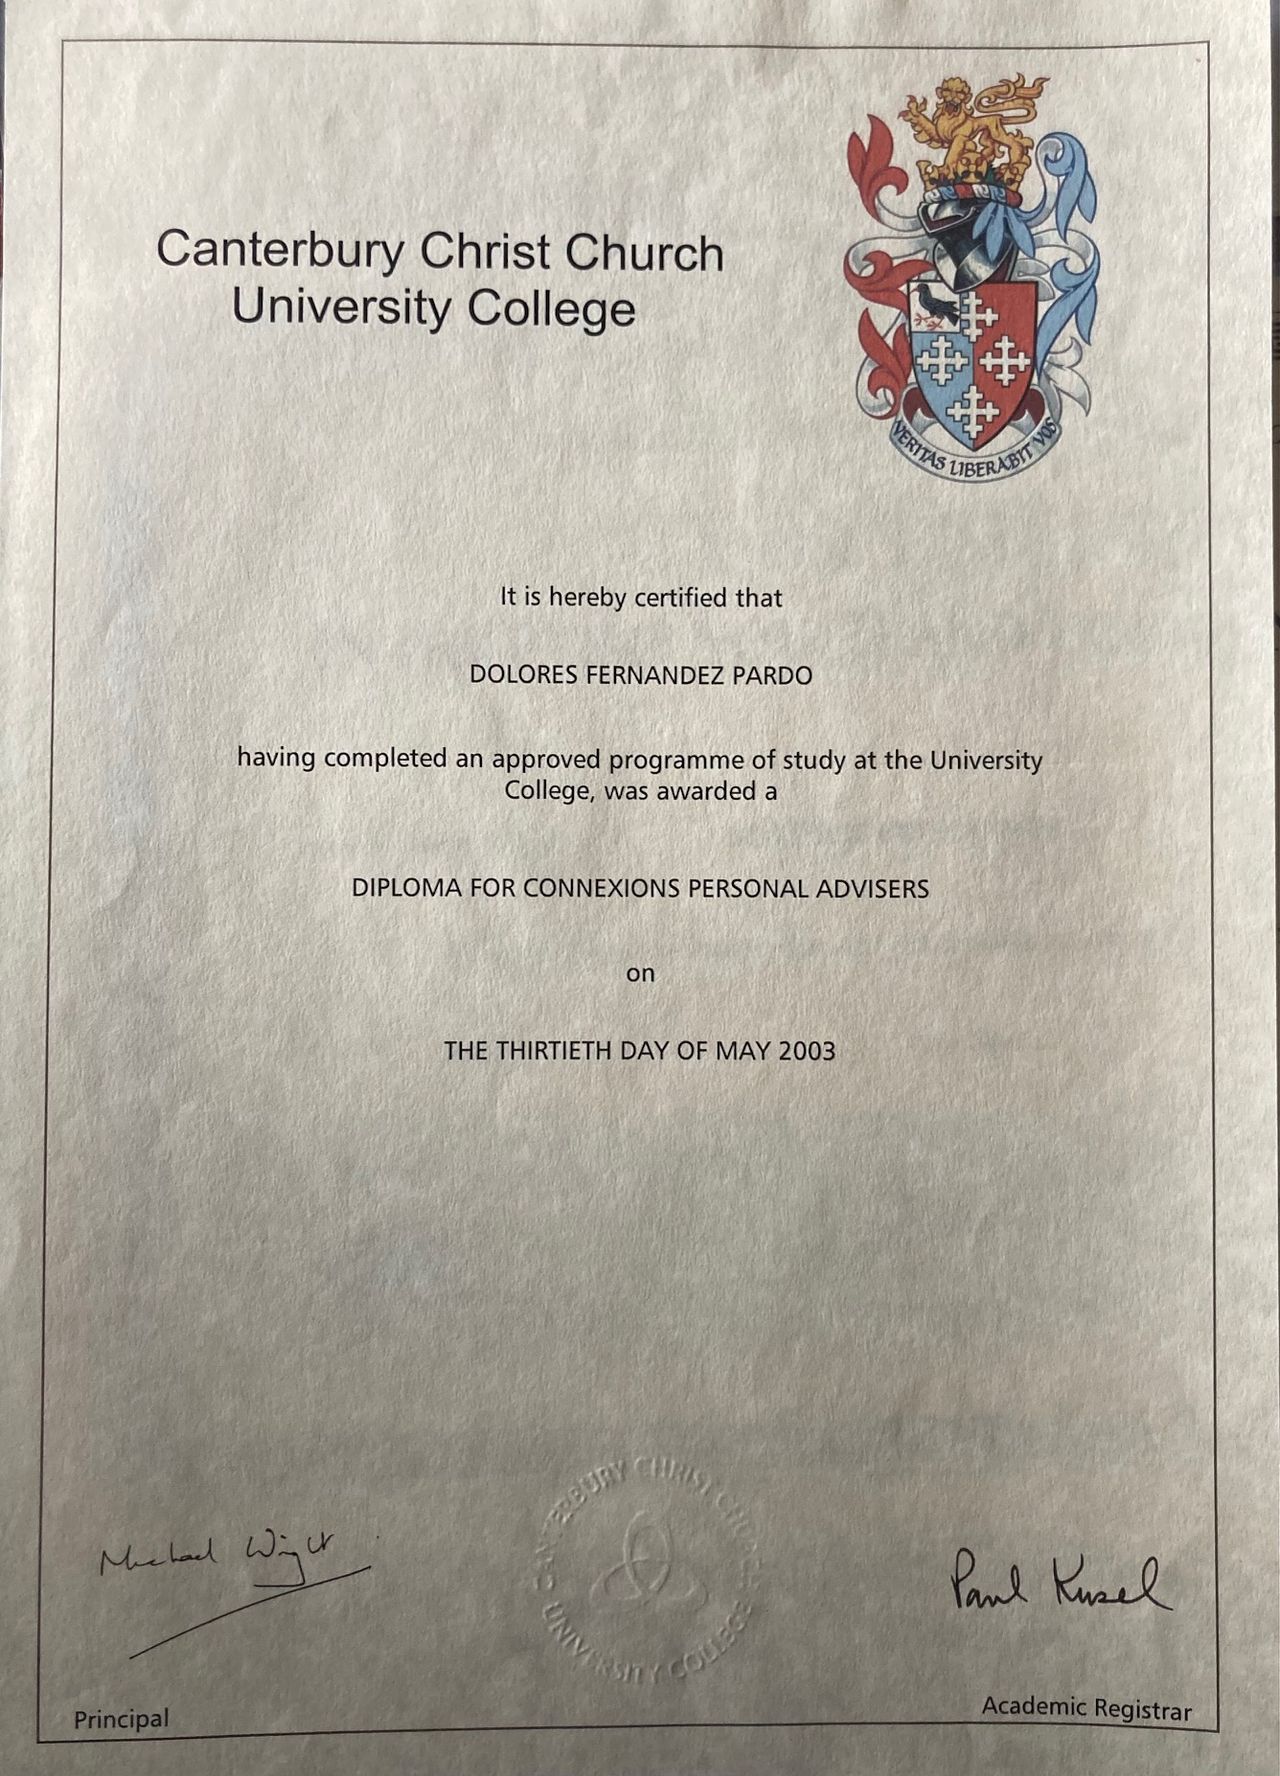 Canterbury Christ Church
University College
VERITAS LIBERABIT VOS
It is hereby certified that
DOLORES FERNANDEZ PARDO
having completed an approved programme of study at the University
College, was awarded a
DIPLOMA FOR CONNEXIONS PERSONAL ADVISERS
on
THE THIRTIETH DAY OF MAY 2003
CANTERBURY CHRIST CHURCH
UNIVERSITY COLLEGE
Michael Wright
Paul Kusel
Principal
Academic Registrar